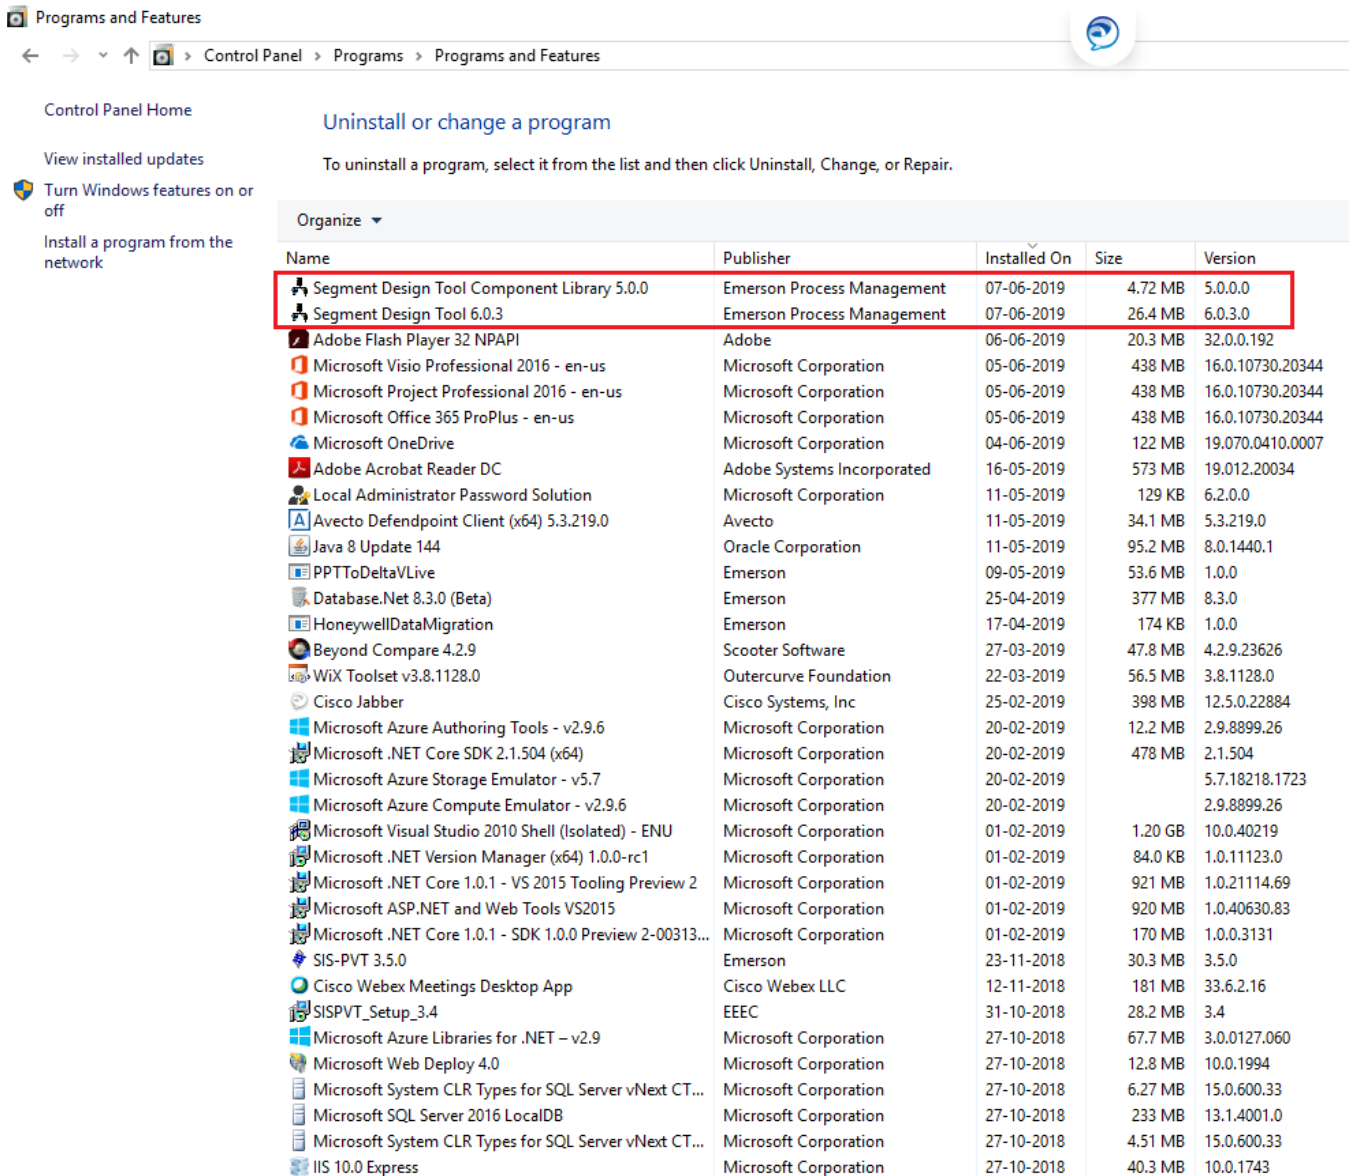 Programs and Features
Control Panel > Programs > Programs and Features
Control Panel Home
View installed updates
Turn Windows features on or
off
Install a program from the
network
Uninstall or change a program
To uninstall a program, select it from the list and then click Uninstall, Change, or Repair.
Organize
Name Publisher Installed On Size Version
Segment Design Tool Component Library 5.0.0 Emerson Process Management 07-06-2019 4.72 MB 5.0.0.0
Segment Design Tool 6.0.3 Emerson Process Management 07-06-2019 26.4 MB 6.0.3.0
Adobe Flash Player 32 NPAPI Adobe 06-06-2019 20.3 MB 32.0.0.192
Microsoft Visio Professional 2016 - en-us Microsoft Corporation 05-06-2019 438 MB 16.0.10730.20344
Microsoft Project Professional 2016 - en-us Microsoft Corporation 05-06-2019 438 MB 16.0.10730.20344
Microsoft Office 365 ProPlus - en-us Microsoft Corporation 05-06-2019 438 MB 16.0.10730.20344
Microsoft OneDrive Microsoft Corporation 04-06-2019 122 MB 19.070.0410.0007
Adobe Acrobat Reader DC Adobe Systems Incorporated 16-05-2019 573 MB 19.012.20034
Local Administrator Password Solution Microsoft Corporation 11-05-2019 129 KB 6.2.0.0
Avecto Defendpoint Client (x64) 5.3.219.0 Avecto 11-05-2019 34.1 MB 5.3.219.0
Java 8 Update 144 Oracle Corporation 11-05-2019 95.2 MB 8.0.1440.1
PPTToDeltaVLive Emerson 09-05-2019 53.6 MB 1.0.0
Database.Net 8.3.0 (Beta) Emerson 25-04-2019 377 MB 8.3.0
HoneywellDataMigration Emerson 17-04-2019 174 KB 1.0.0
Beyond Compare 4.2.9 Scooter Software 27-03-2019 47.8 MB 4.2.9.23626
WiX Toolset v3.8.1128.0 Outercurve Foundation 22-03-2019 56.5 MB 3.8.1128.0
Cisco Jabber Cisco Systems, Inc 25-02-2019 398 MB 12.5.0.22884
Microsoft Azure Authoring Tools - v2.9.6 Microsoft Corporation 20-02-2019 12.2 MB 2.9.8899.26
Microsoft .NET Core SDK 2.1.504 (x64) Microsoft Corporation 20-02-2019 478 MB 2.1.504
Microsoft Azure Storage Emulator - v5.7 Microsoft Corporation 20-02-2019 5.7.18218.1723
Microsoft Azure Compute Emulator - v2.9.6 Microsoft Corporation 20-02-2019 2.9.8899.26
Microsoft Visual Studio 2010 Shell (Isolated) - ENU Microsoft Corporation 01-02-2019 1.20 GB 10.0.40219
Microsoft .NET Version Manager (x64) 1.0.0-rc1 Microsoft Corporation 01-02-2019 84.0 KB 1.0.11123.0
Microsoft .NET Core 1.0.1 - VS 2015 Tooling Preview 2 Microsoft Corporation 01-02-2019 921 MB 1.0.21114.69
Microsoft ASP.NET and Web Tools VS2015 Microsoft Corporation 01-02-2019 920 MB 1.0.40630.83
Microsoft .NET Core 1.0.1 - SDK 1.0.0 Preview 2-00313... Microsoft Corporation 01-02-2019 170 MB 1.0.0.3131
SIS-PVT 3.5.0 Emerson 23-11-2018 30.3 MB 3.5.0
Cisco Webex Meetings Desktop App Cisco Webex LLC 12-11-2018 181 MB 33.6.2.16
SISPVT_Setup_3.4 EEEC 31-10-2018 28.2 MB 3.4
Microsoft Azure Libraries for .NET – v2.9 Microsoft Corporation 27-10-2018 67.7 MB 3.0.0127.060
Microsoft Web Deploy 4.0 Microsoft Corporation 27-10-2018 12.8 MB 10.0.1994
Microsoft System CLR Types for SQL Server vNext CT... Microsoft Corporation 27-10-2018 6.27 MB 15.0.600.33
Microsoft SQL Server 2016 LocalDB Microsoft Corporation 27-10-2018 233 MB 13.1.4001.0
Microsoft System CLR Types for SQL Server vNext CT... Microsoft Corporation 27-10-2018 4.51 MB 15.0.600.33
IIS 10.0 Express Microsoft Corporation 27-10-2018 40.3 MB 10.0.1743